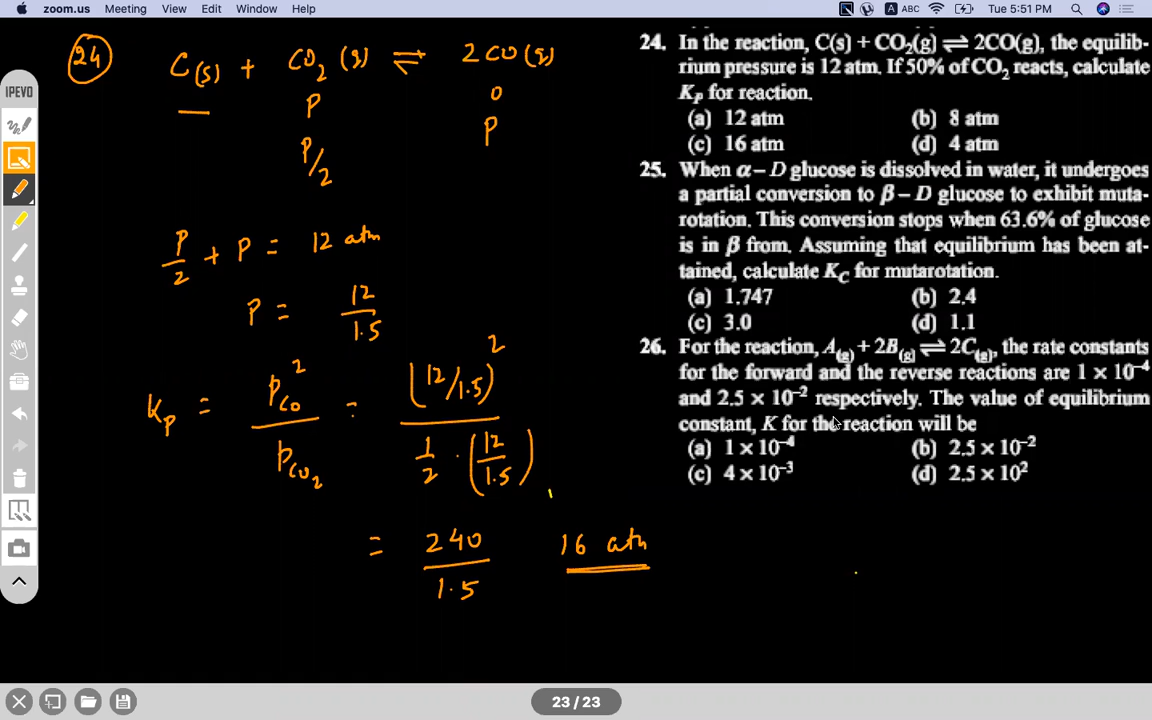 zoom.us Meeting View Edit Window Help ABC Tue 5:51 PM
IPEVO
24
C(s) + CO2(g) ⇌ 2CO(g)
— P 0
P/2 P
P/2 + P = 12 atm
P = 12/1.5
Kp = pCO²/pCO2 = (12/1.5)²/(1/2 · (12/1.5))
= 240/1.5 16 atm
24. In the reaction, C(s) + CO2(g) ⇌ 2CO(g), the equilib-
rium pressure is 12 atm. If 50% of CO2 reacts, calculate
KP for reaction.
(a) 12 atm (b) 8 atm
(c) 16 atm (d) 4 atm
25. When α – D glucose is dissolved in water, it undergoes
a partial conversion to β – D glucose to exhibit muta-
rotation. This conversion stops when 63.6% of glucose
is in β from. Assuming that equilibrium has been at-
tained, calculate KC for mutarotation.
(a) 1.747 (b) 2.4
(c) 3.0 (d) 1.1
26. For the reaction, A(g) + 2B(g) ⇌ 2C(g), the rate constants
for the forward and the reverse reactions are 1 × 10⁻⁴
and 2.5 × 10⁻² respectively. The value of equilibrium
constant, K for the reaction will be
(a) 1 × 10⁻⁴ (b) 2.5 × 10⁻²
(c) 4 × 10⁻³ (d) 2.5 × 10²
23 / 23